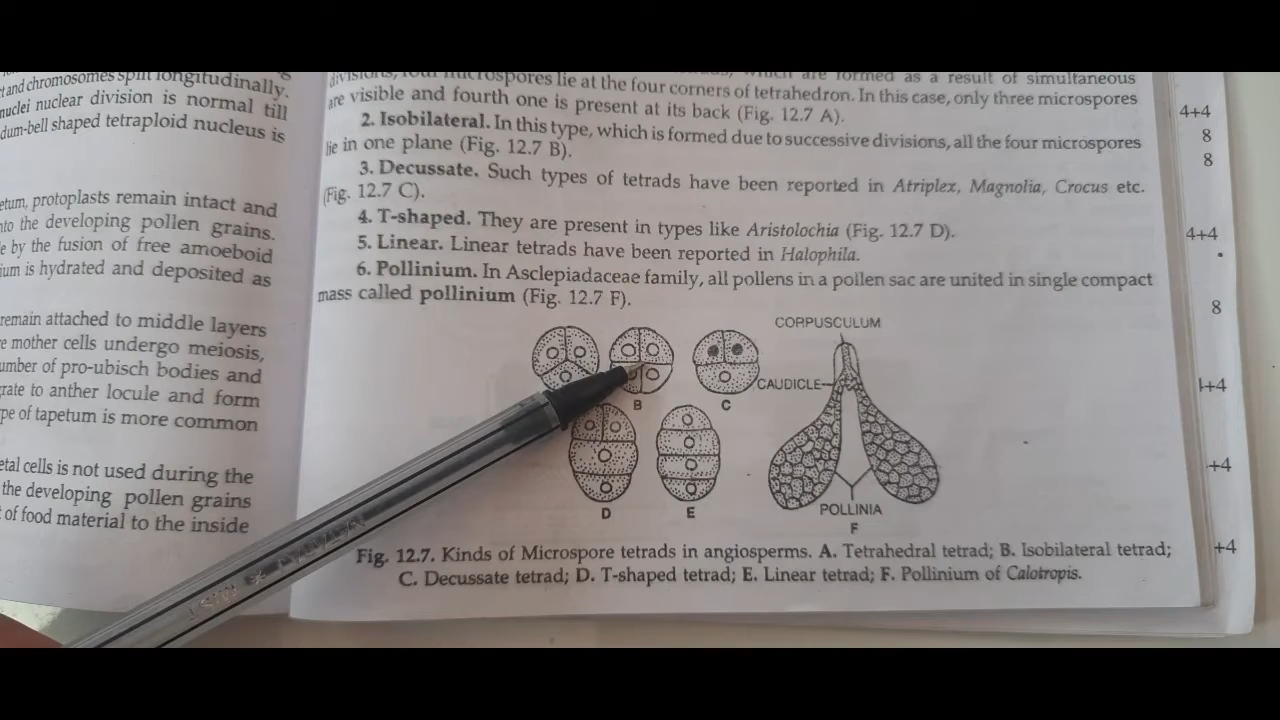 and chromosomes split longitudinally.
nuclei nuclear division is normal till
dum-bell shaped tetraploid nucleus is
etum, protoplasts remain intact and
nto the developing pollen grains.
e by the fusion of free amoeboid
ium is hydrated and deposited as
remain attached to middle layers
e mother cells undergo meiosis,
umber of pro-ubisch bodies and
grate to anther locule and form
pe of tapetum is more common
etal cells is not used during the
the developing pollen grains
of food material to the inside
divisions, four microspores lie at the four corners of tetrahedron. In this case, only three microspores
which are formed as a result of simultaneous
are visible and fourth one is present at its back (Fig. 12.7 A).
2. Isobilateral. In this type, which is formed due to successive divisions, all the four microspores
lie in one plane (Fig. 12.7 B).
3. Decussate. Such types of tetrads have been reported in Atriplex, Magnolia, Crocus etc.
(Fig. 12.7 C).
4. T-shaped. They are present in types like Aristolochia (Fig. 12.7 D).
5. Linear. Linear tetrads have been reported in Halophila.
6. Pollinium. In Asclepiadaceae family, all pollens in a pollen sac are united in single compact
mass called pollinium (Fig. 12.7 F).
CORPUSCULUM
CAUDICLE
B
C
D
E
POLLINIA
F
Fig. 12.7. Kinds of Microspore tetrads in angiosperms. A. Tetrahedral tetrad; B. Isobilateral tetrad;
C. Decussate tetrad; D. T-shaped tetrad; E. Linear tetrad; F. Pollinium of Calotropis.
4+4
8
8
4+4
8
+4
+4
+4